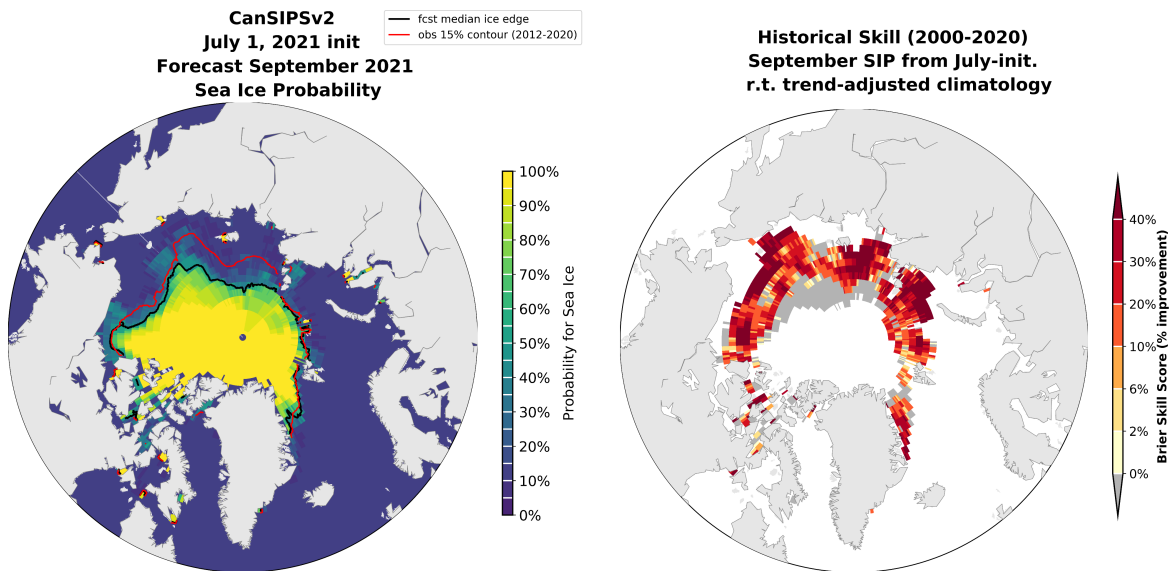 CanSIPSv2
July 1, 2021 init
Forecast September 2021
Sea Ice Probability
fcst median ice edge
obs 15% contour (2012-2020)
100%
90%
80%
70%
60%
50%
40%
30%
20%
10%
0%
Probability for Sea Ice
Historical Skill (2000-2020)
September SIP from July-init.
r.t. trend-adjusted climatology
40%
30%
20%
10%
6%
2%
0%
Brier Skill Score (% improvement)